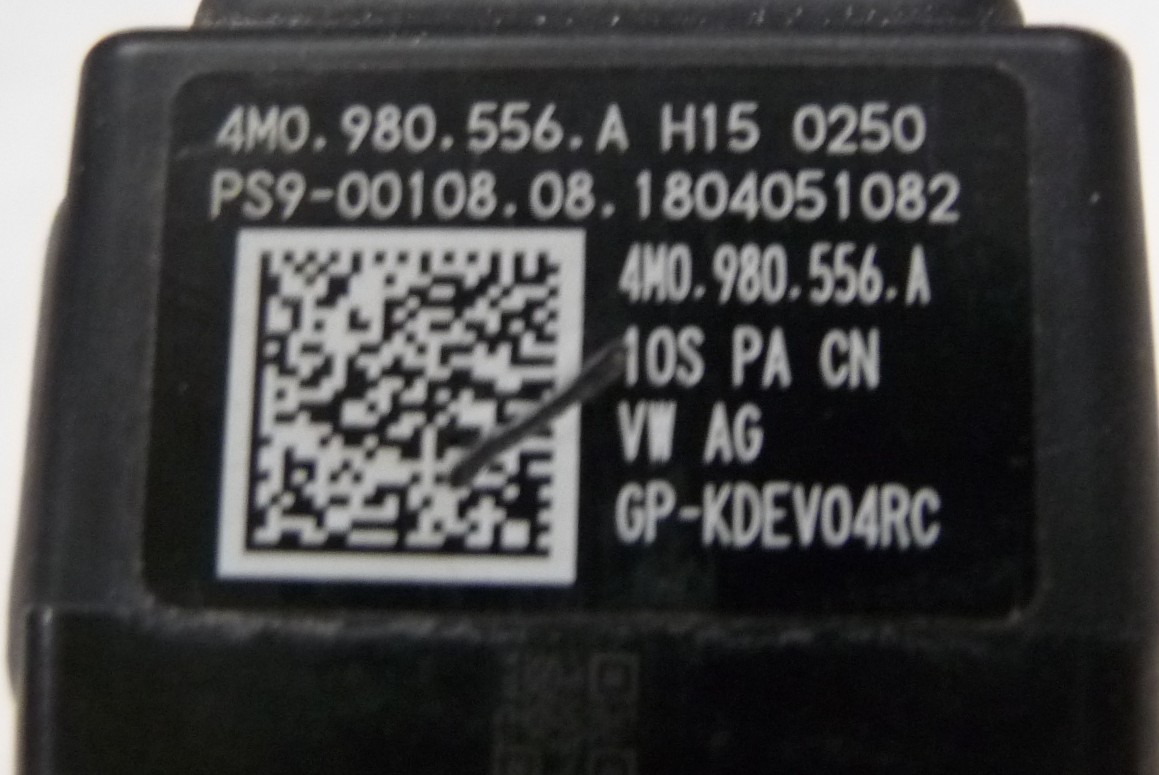 4M0.980.556.A H15 0250
PS9-00108.08.1804051082
4M0.980.556.A
10S PA CN
VW AG
GP-KDEV04RC